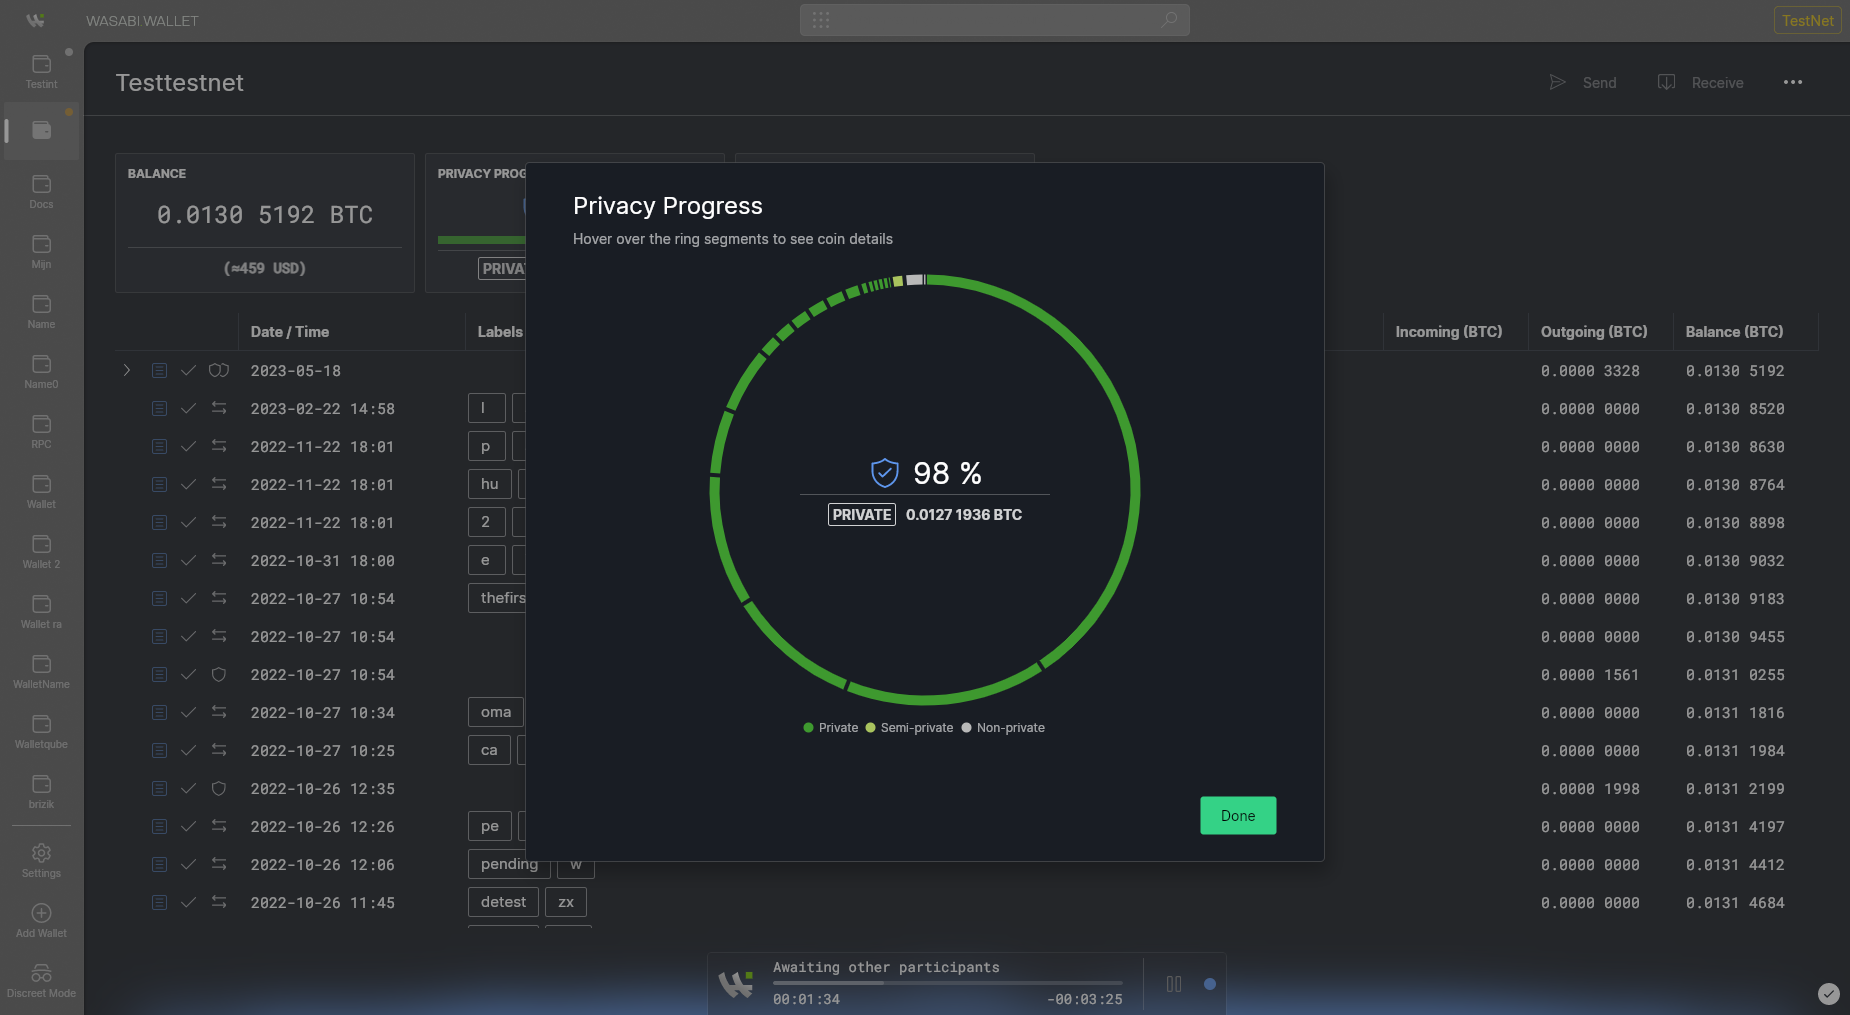 WASABI WALLET
TestNet
Testint
Docs
Mijn
Name
Name0
RPC
Wallet
Wallet 2
Wallet ra
WalletName
Walletqube
brizik
Settings
Add Wallet
Discreet Mode
Testtestnet
Send
Receive
BALANCE
0.0130 5192 BTC
(≈459 USD)
PRIVACY PROG
PRIVA
Privacy Progress
Hover over the ring segments to see coin details
98 %
PRIVATE 0.0127 1936 BTC
Private Semi-private Non-private
Done
Date / Time Labels Incoming (BTC) Outgoing (BTC) Balance (BTC)
2023-05-18 0.0000 3328 0.0130 5192
2023-02-22 14:58 l 0.0000 0000 0.0130 8520
2022-11-22 18:01 p 0.0000 0000 0.0130 8630
2022-11-22 18:01 hu 0.0000 0000 0.0130 8764
2022-11-22 18:01 2 0.0000 0000 0.0130 8898
2022-10-31 18:00 e 0.0000 0000 0.0130 9032
2022-10-27 10:54 thefirs 0.0000 0000 0.0130 9183
2022-10-27 10:54 0.0000 0000 0.0130 9455
2022-10-27 10:54 0.0000 1561 0.0131 0255
2022-10-27 10:34 oma 0.0000 0000 0.0131 1816
2022-10-27 10:25 ca 0.0000 0000 0.0131 1984
2022-10-26 12:35 0.0000 1998 0.0131 2199
2022-10-26 12:26 pe 0.0000 0000 0.0131 4197
2022-10-26 12:06 pending w 0.0000 0000 0.0131 4412
2022-10-26 11:45 detest zx 0.0000 0000 0.0131 4684
Awaiting other participants
00:01:34 -00:03:25